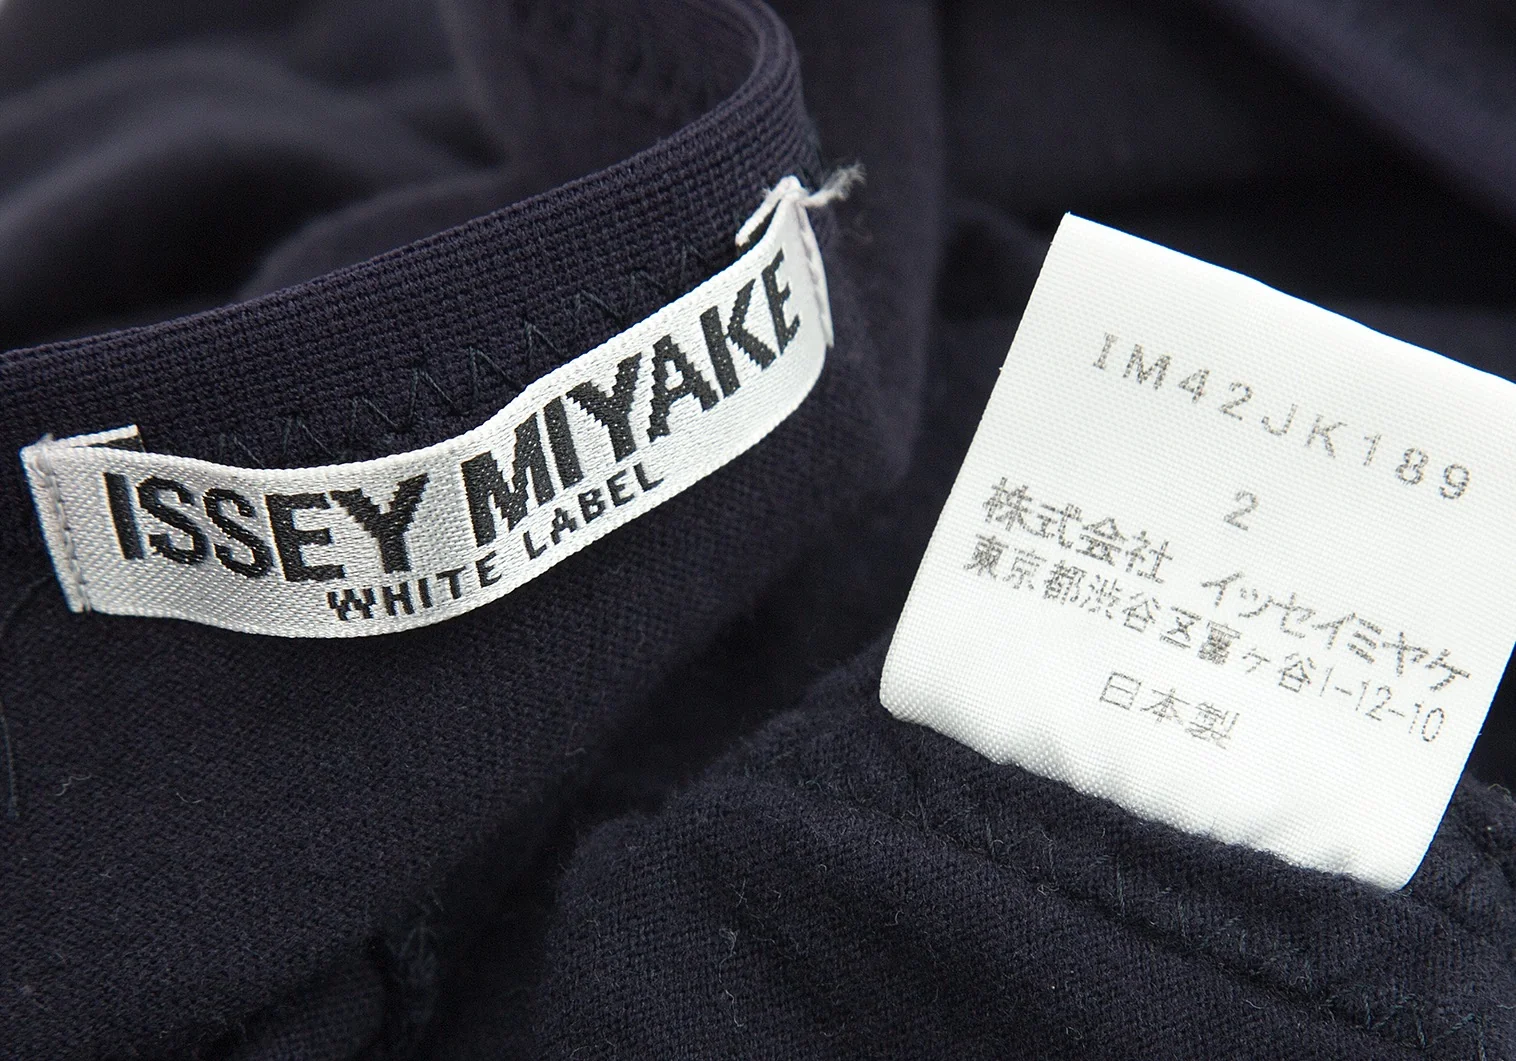 ISSEY MIYAKE
WHITE LABEL
IM42JK189
2
株式会社 イッセイミヤケ
東京都渋谷区富ヶ谷1-12-10
日本製